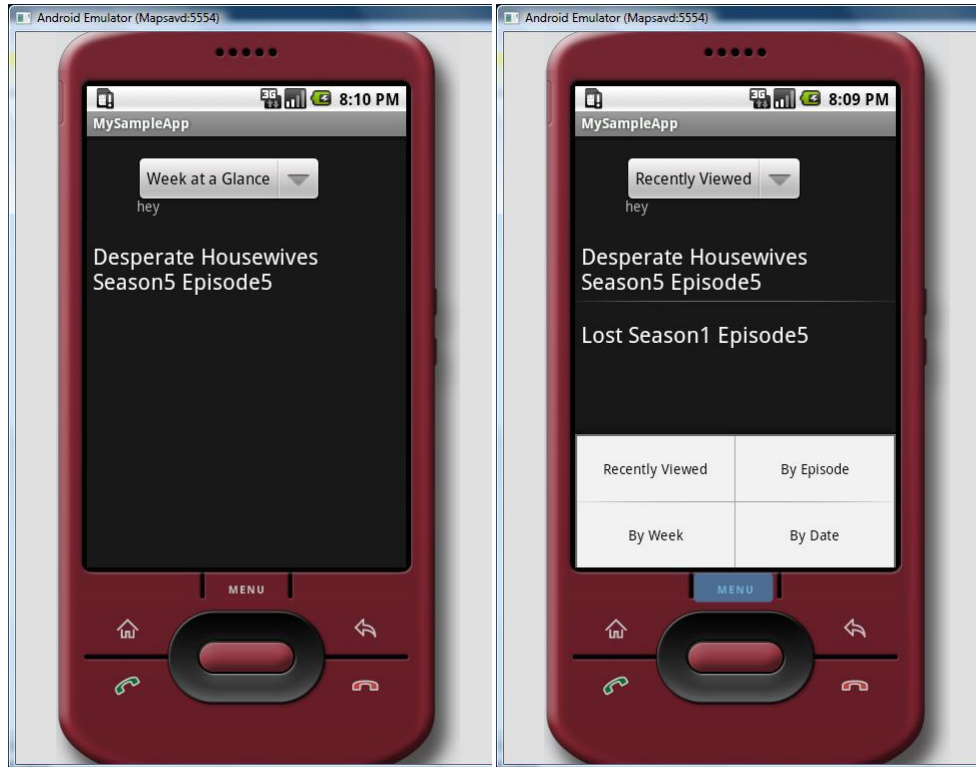 Android Emulator (Mapsavd:5554)
3G 8:10 PM
MySampleApp
Week at a Glance
hey
Desperate Housewives
Season5 Episode5
MENU
Android Emulator (Mapsavd:5554)
3G 8:09 PM
MySampleApp
Recently Viewed
hey
Desperate Housewives
Season5 Episode5
Lost Season1 Episode5
Recently Viewed By Episode
By Week By Date
MENU